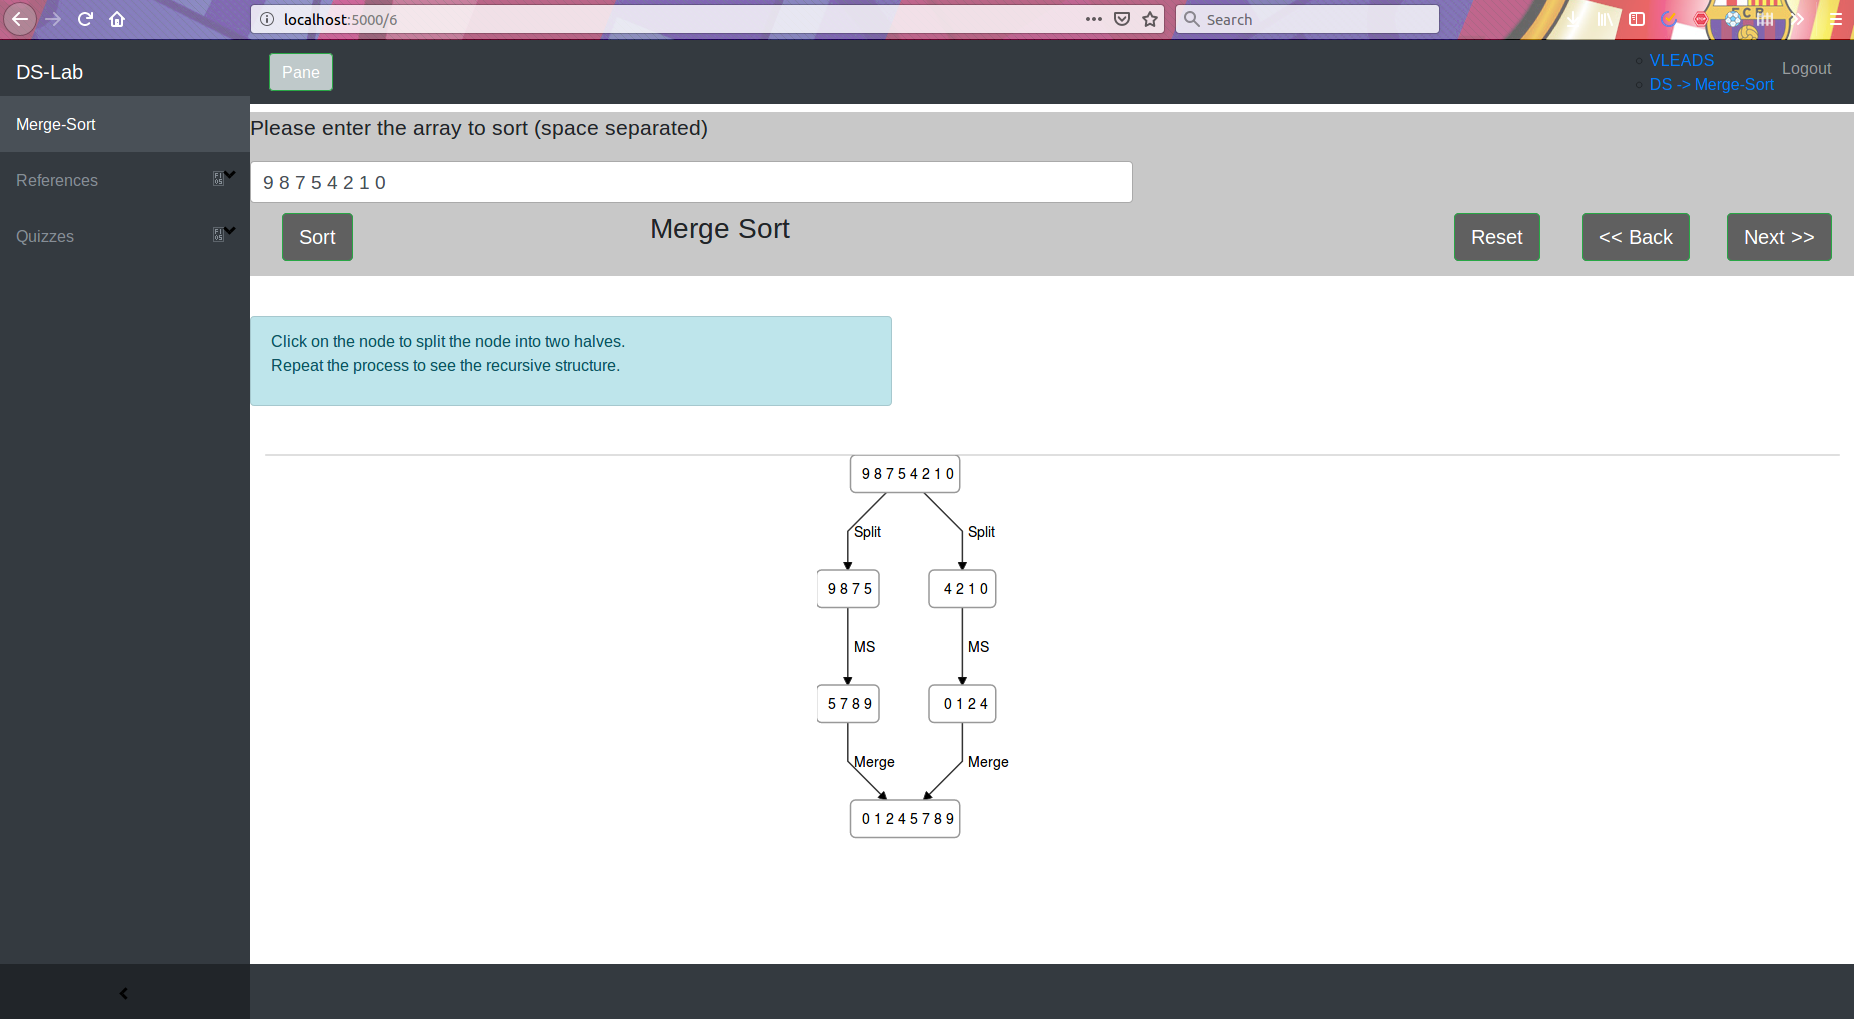 localhost:5000/6
Search
DS-Lab
Pane
VLEADS
DS -> Merge-Sort
Logout
Merge-Sort
References
Quizzes
Please enter the array to sort (space separated)
9 8 7 5 4 2 1 0
Sort
Merge Sort
Reset
<< Back
Next >>
Click on the node to split the node into two halves.
Repeat the process to see the recursive structure.
9 8 7 5 4 2 1 0
Split
Split
9 8 7 5
4 2 1 0
MS
MS
5 7 8 9
0 1 2 4
Merge
Merge
0 1 2 4 5 7 8 9